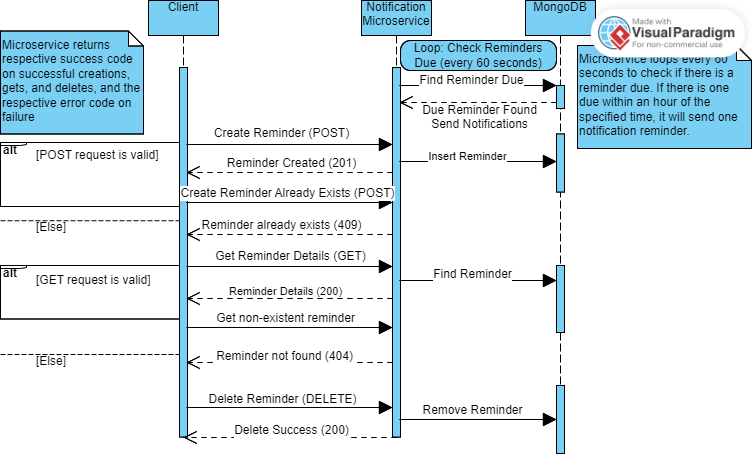 Client
Notification
Microservice
MongoDB
Made with
VisualParadigm
For non-commercial use
Microservice returns
respective success code
on successful creations,
gets, and deletes, and the
respective error code on
failure
Loop: Check Reminders
Due (every 60 seconds)
Microservice loops every 60
seconds to check if there is a
reminder due. If there is one
due within an hour of the
specified time, it will send one
notification reminder.
Find Reminder Due
Due Reminder Found
Send Notifications
Create Reminder (POST)
alt
[POST request is valid]
Reminder Created (201)
Insert Reminder
Create Reminder Already Exists (POST)
[Else]
Reminder already exists (409)
Get Reminder Details (GET)
alt
[GET request is valid]
Find Reminder
Reminder Details (200)
Get non-existent reminder
[Else]
Reminder not found (404)
Delete Reminder (DELETE)
Remove Reminder
Delete Success (200)